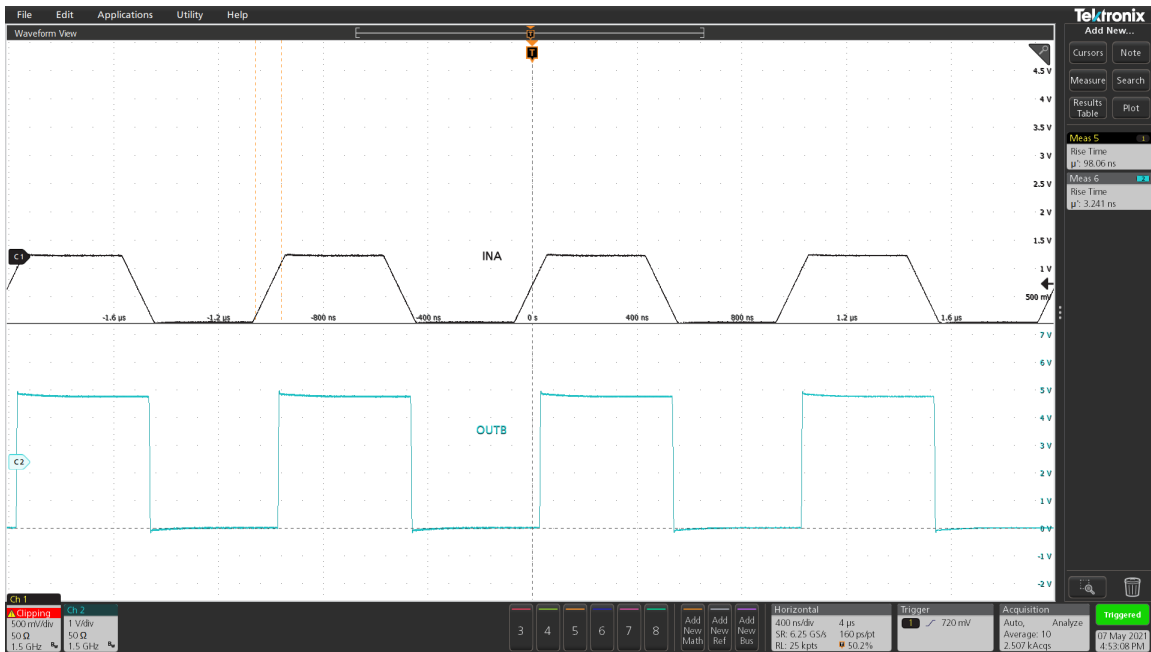 File Edit Applications Utility Help
Tektronix
Waveform View
Add New...
T
T
Cursors Note
Measure Search
Results Table Plot
4.5 V
4 V
3.5 V
3 V
2.5 V
2 V
1.5 V
1 V
500 mV
Meas 5 1
Rise Time
µ': 98.06 ns
Meas 6 2
Rise Time
µ': 3.241 ns
C1
INA
-1.6 µs -1.2 µs -800 ns -400 ns 0 s 400 ns 800 ns 1.2 µs 1.6 µs
7 V
6 V
5 V
4 V
3 V
2 V
1 V
0 V
-1 V
-2 V
OUTB
C2
Ch 1
Clipping
500 mV/div
50 Ω
1.5 GHz Bw
Ch 2
1 V/div
50 Ω
1.5 GHz Bw
3 4 5 6 7 8
Add New Math
Add New Ref
Add New Bus
Horizontal
400 ns/div 4 µs
SR: 6.25 GS/s 160 ps/pt
RL: 25 kpts 50.2%
Trigger
1 720 mV
Acquisition
Auto, Analyze
Average: 10
2.507 kAcqs
Triggered
07 May 2021
4:53:08 PM